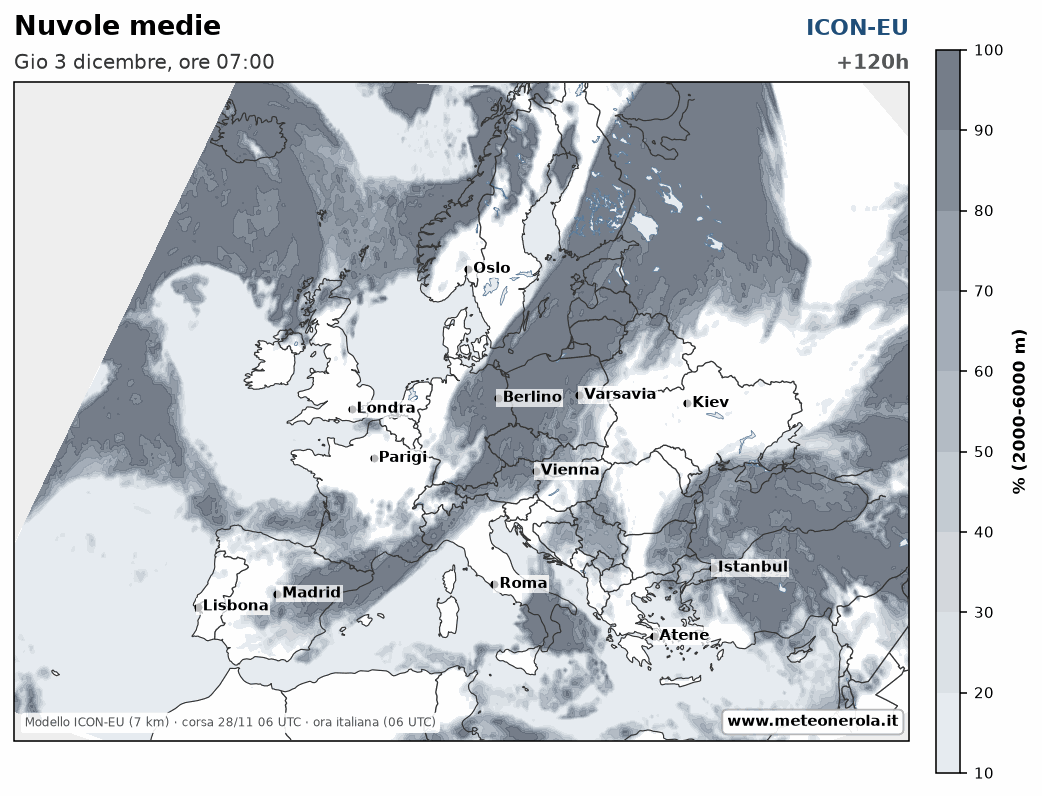 Nuvole medie
ICON-EU
Gio 3 dicembre, ore 07:00
+120h
100
90
80
70
60
50
40
30
20
10
% (2000-6000 m)
Oslo
Berlino
Varsavia
Kiev
Londra
Parigi
Vienna
Istanbul
Roma
Madrid
Lisbona
Atene
Modello ICON-EU (7 km) · corsa 28/11 06 UTC · ora italiana (06 UTC)
www.meteonerola.it